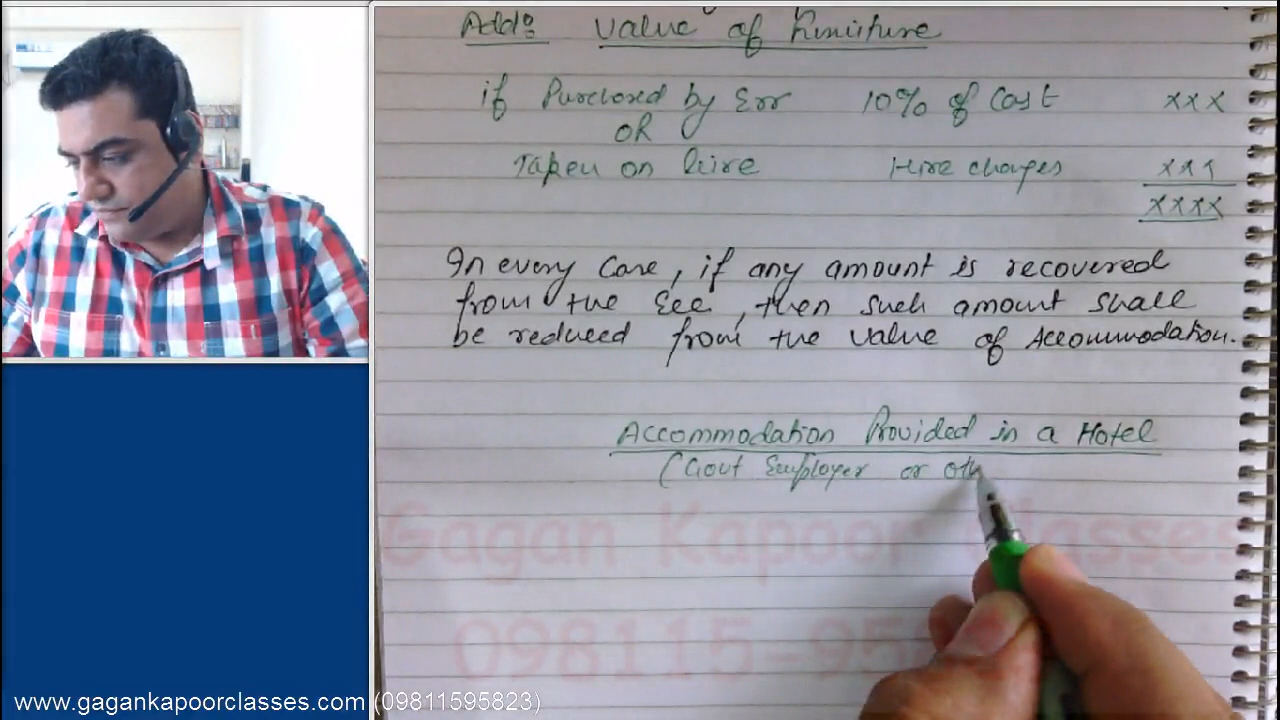 Add:  Value of Furniture
if Purchased by Err  10% of Cost  xxx
OR
Taken on hire  Hire charges  xxx
xxxx
In every Case, if any amount is recovered
from the Eee, then such amount shall
be reduced from the value of Accommodation.
Accommodation Provided in a Hotel
(Govt Employer or oth
Gagan Kapoor Classes
098115-95
www.gagankapoorclasses.com (09811595823)